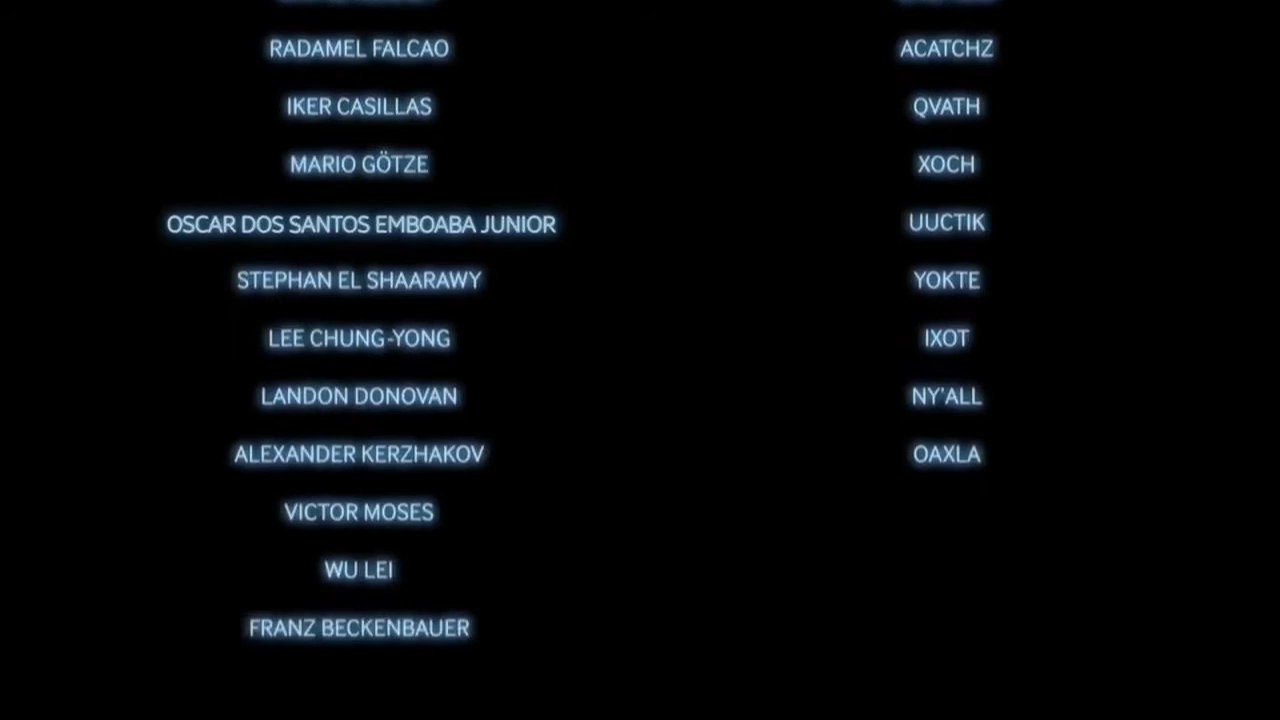 RADAMEL FALCAO
IKER CASILLAS
MARIO GÖTZE
OSCAR DOS SANTOS EMBOABA JUNIOR
STEPHAN EL SHAARAWY
LEE CHUNG-YONG
LANDON DONOVAN
ALEXANDER KERZHAKOV
VICTOR MOSES
WU LEI
FRANZ BECKENBAUER
ACATCHZ
QVATH
XOCH
UUCTIK
YOKTE
IXOT
NY'ALL
OAXLA